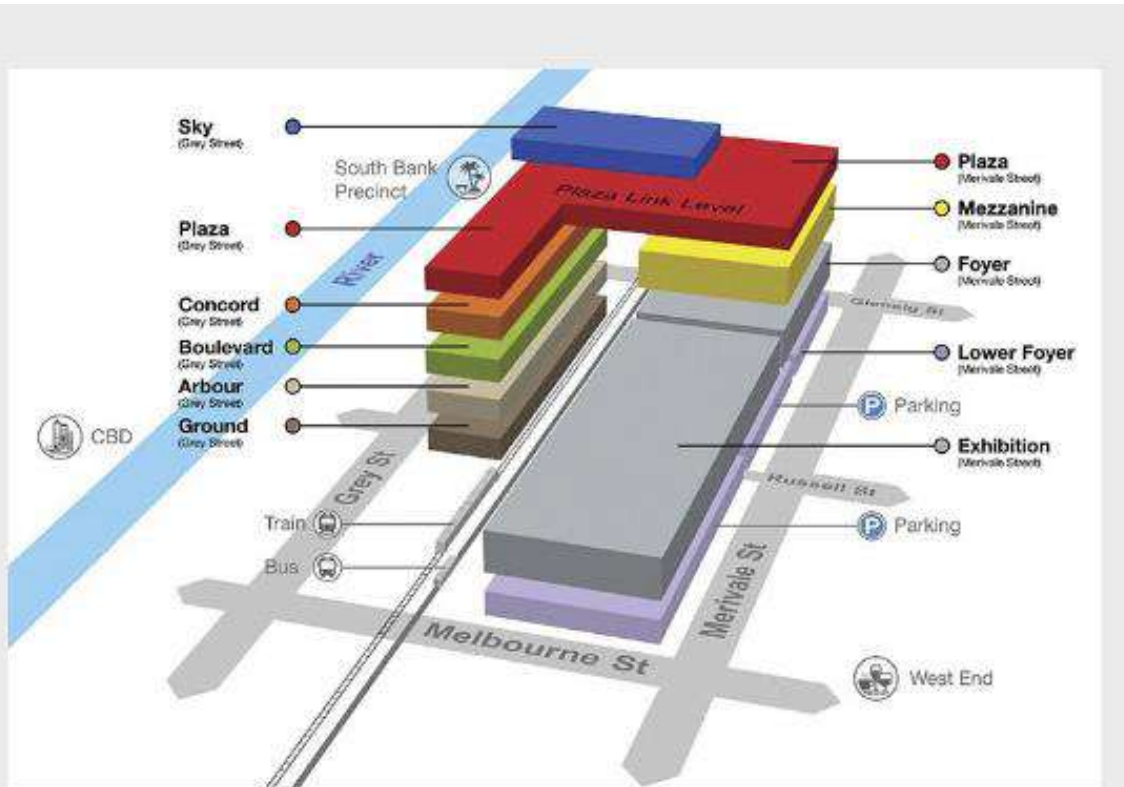 Sky
(Grey Street)
South Bank
Precinct
Plaza Link Level
Plaza
(Merivale Street)
Mezzanine
(Merivale Street)
Plaza
(Grey Street)
River
Foyer
(Merivale Street)
Concord
(Grey Street)
Boulevard
(Grey Street)
Lower Foyer
(Merivale Street)
Arbour
(Grey Street)
P Parking
Ground
(Grey Street)
CBD
Exhibition
(Merivale Street)
Grey St
Russell St
Train
P Parking
Bus
Merivale St
Melbourne St
West End